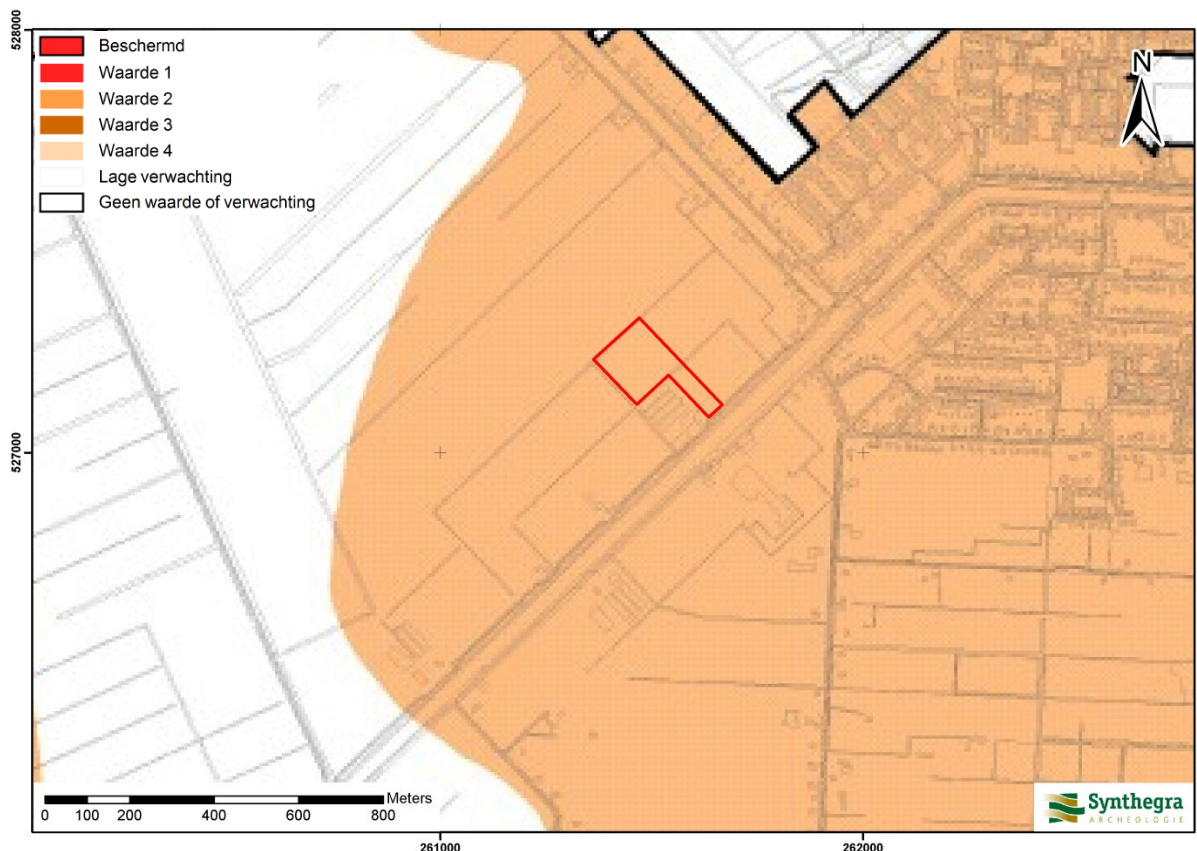 528000
Beschermd
Waarde 1
Waarde 2
Waarde 3
Waarde 4
Lage verwachting
Geen waarde of verwachting
N
527000
Meters
0 100 200 400 600 800
Synthegra
ARCHEOLOGIE
261000
262000